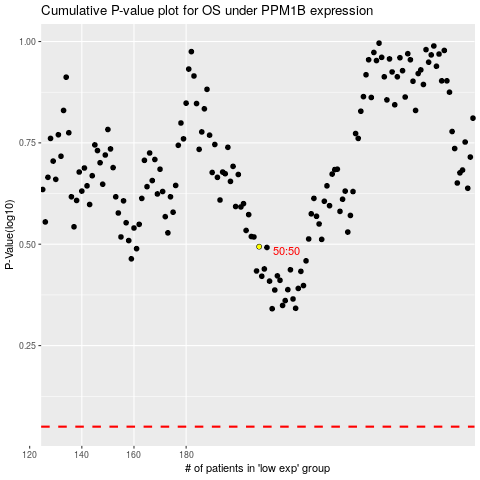 Cumulative P-value plot for OS under PPM1B expression
P-Value(log10)
1.00
0.75
0.50
0.25
50:50
120 140 160 180
# of patients in 'low exp' group